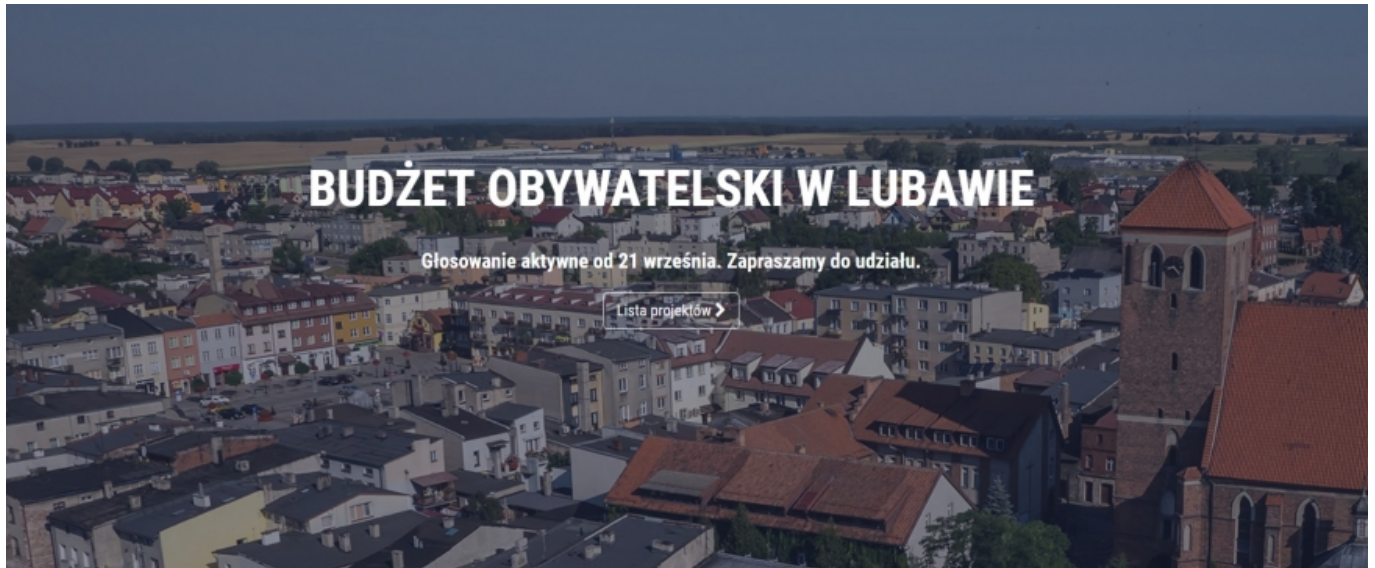 BUDŻET OBYWATELSKI W LUBAWIE
Głosowanie aktywne od 21 września. Zapraszamy do udziału.
Lista projektów